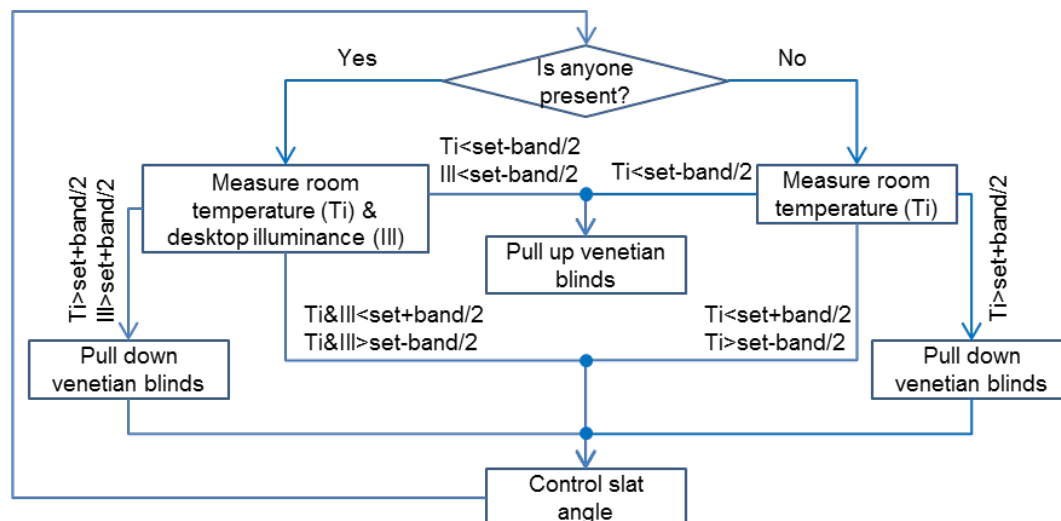 Is anyone
present?
Yes
No
Ti<set-band/2
Ill<set-band/2
Ti<set-band/2
Measure room
temperature (Ti) &
desktop illuminance (Ill)
Measure room
temperature (Ti)
Ti>set+band/2
Ill>set+band/2
Pull up venetian
blinds
Ti>set+band/2
Ti&Ill<set+band/2
Ti&Ill>set-band/2
Ti<set+band/2
Ti>set-band/2
Pull down
venetian blinds
Pull down
venetian blinds
Control slat
angle